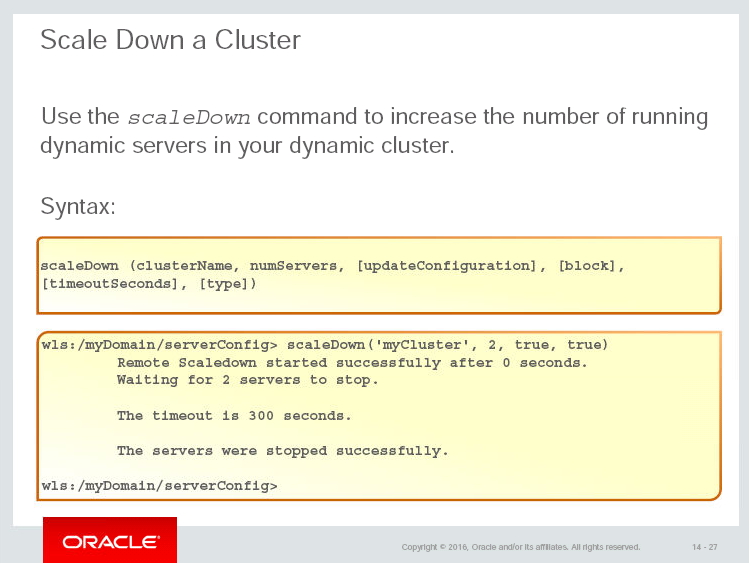 Scale Down a Cluster
Use the scaleDown command to increase the number of running
dynamic servers in your dynamic cluster.
Syntax:
scaleDown (clusterName, numServers, [updateConfiguration], [block],
[timeoutSeconds], [type])
wls:/myDomain/serverConfig> scaleDown('myCluster', 2, true, true)
Remote Scaledown started successfully after 0 seconds.
Waiting for 2 servers to stop.
The timeout is 300 seconds.
The servers were stopped successfully.
wls:/myDomain/serverConfig>
ORACLE®
Copyright © 2016, Oracle and/or its affiliates. All rights reserved. 14 - 27